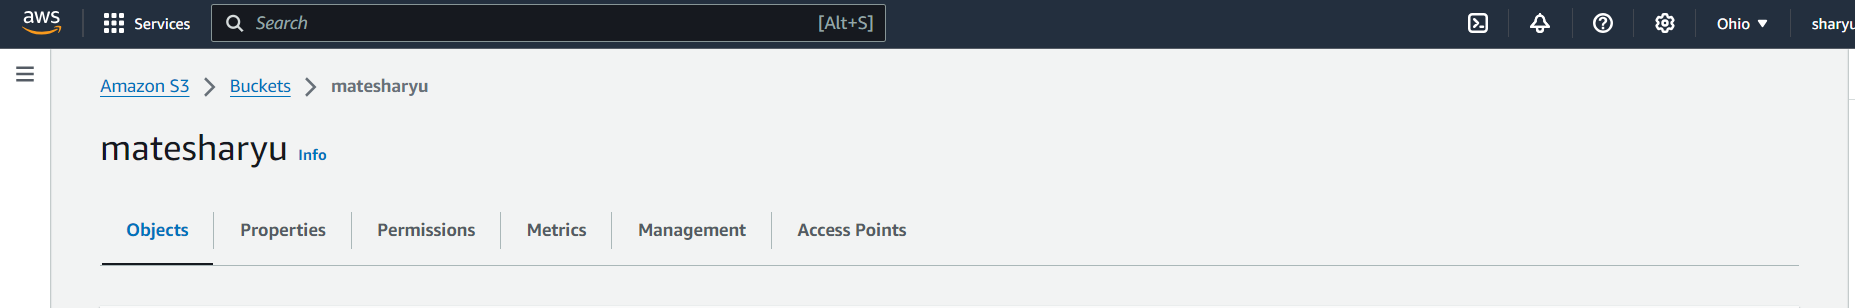 aws Services Search [Alt+S] Ohio sharyu
Amazon S3 Buckets matesharyu
matesharyu Info
Objects Properties Permissions Metrics Management Access Points